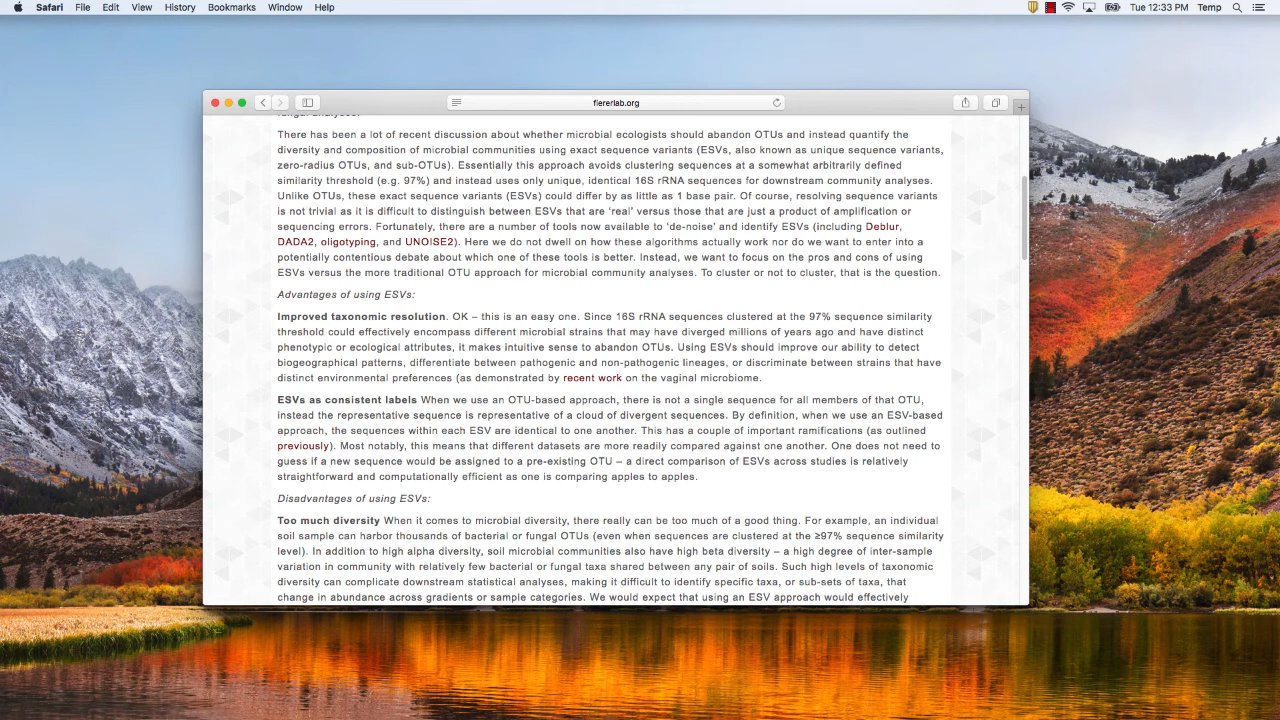 Safari File Edit View History Bookmarks Window Help Tue 12:33 PM Temp
fiererlab.org
fungal analyses.
There has been a lot of recent discussion about whether microbial ecologists should abandon OTUs and instead quantify the
diversity and composition of microbial communities using exact sequence variants (ESVs, also known as unique sequence variants,
zero-radius OTUs, and sub-OTUs). Essentially this approach avoids clustering sequences at a somewhat arbitrarily defined
similarity threshold (e.g. 97%) and instead uses only unique, identical 16S rRNA sequences for downstream community analyses.
Unlike OTUs, these exact sequence variants (ESVs) could differ by as little as 1 base pair. Of course, resolving sequence variants
is not trivial as it is difficult to distinguish between ESVs that are 'real' versus those that are just a product of amplification or
sequencing errors. Fortunately, there are a number of tools now available to 'de-noise' and identify ESVs (including Deblur,
DADA2, oligotyping, and UNOISE2). Here we do not dwell on how these algorithms actually work nor do we want to enter into a
potentially contentious debate about which one of these tools is better. Instead, we want to focus on the pros and cons of using
ESVs versus the more traditional OTU approach for microbial community analyses. To cluster or not to cluster, that is the question.
Advantages of using ESVs:
Improved taxonomic resolution. OK – this is an easy one. Since 16S rRNA sequences clustered at the 97% sequence similarity
threshold could effectively encompass different microbial strains that may have diverged millions of years ago and have distinct
phenotypic or ecological attributes, it makes intuitive sense to abandon OTUs. Using ESVs should improve our ability to detect
biogeographical patterns, differentiate between pathogenic and non-pathogenic lineages, or discriminate between strains that have
distinct environmental preferences (as demonstrated by recent work on the vaginal microbiome.
ESVs as consistent labels When we use an OTU-based approach, there is not a single sequence for all members of that OTU,
instead the representative sequence is representative of a cloud of divergent sequences. By definition, when we use an ESV-based
approach, the sequences within each ESV are identical to one another. This has a couple of important ramifications (as outlined
previously). Most notably, this means that different datasets are more readily compared against one another. One does not need to
guess if a new sequence would be assigned to a pre-existing OTU – a direct comparison of ESVs across studies is relatively
straightforward and computationally efficient as one is comparing apples to apples.
Disadvantages of using ESVs:
Too much diversity When it comes to microbial diversity, there really can be too much of a good thing. For example, an individual
soil sample can harbor thousands of bacterial or fungal OTUs (even when sequences are clustered at the ≥97% sequence similarity
level). In addition to high alpha diversity, soil microbial communities also have high beta diversity – a high degree of inter-sample
variation in community with relatively few bacterial or fungal taxa shared between any pair of soils. Such high levels of taxonomic
diversity can complicate downstream statistical analyses, making it difficult to identify specific taxa, or sub-sets of taxa, that
change in abundance across gradients or sample categories. We would expect that using an ESV approach would effectively